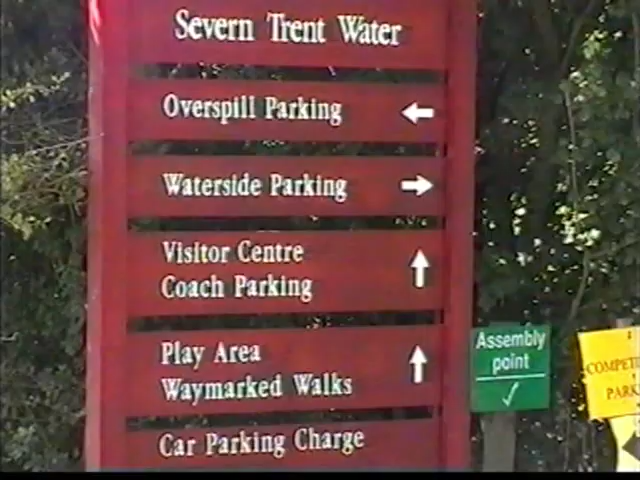 Severn Trent Water
Overspill Parking
Waterside Parking
Visitor Centre
Coach Parking
Play Area
Waymarked Walks
Car Parking Charge
Assembly
point